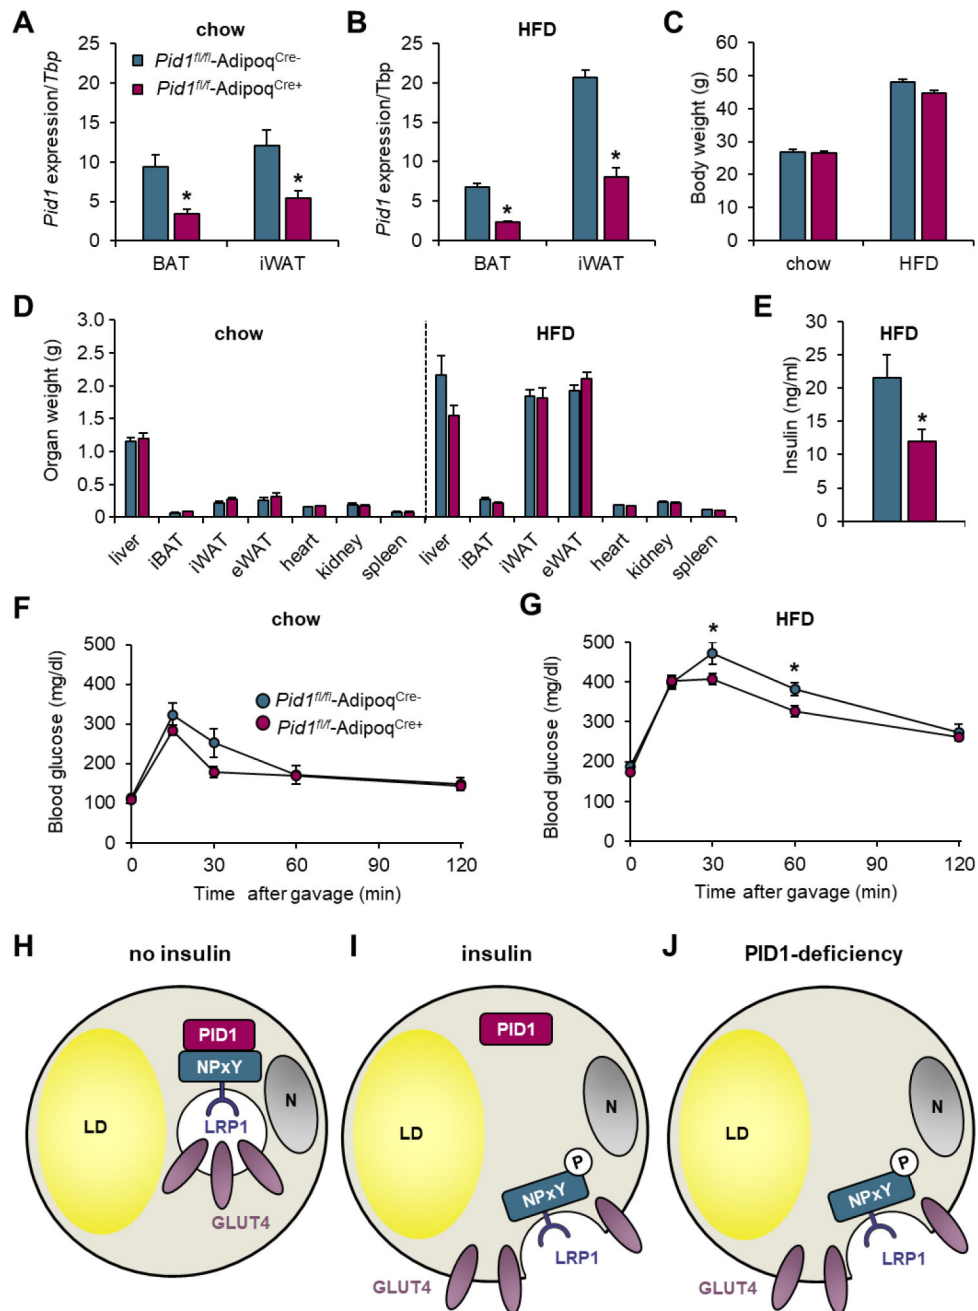 A
chow
Pid1 expression/Tbp
25
20
15
10
5
0
Pid1fl/fl-AdipoqCre-
Pid1fl/f-AdipoqCre+
*
*
BAT
iWAT
B
HFD
Pid1 expression/Tbp
25
20
15
10
5
0
*
*
BAT
iWAT
C
Body weight (g)
60
50
40
30
20
10
0
chow
HFD
D
chow
HFD
Organ weight (g)
3.0
2.5
2.0
1.5
1.0
0.5
0
liver
iBAT
iWAT
eWAT
heart
kidney
spleen
liver
iBAT
iWAT
eWAT
heart
kidney
spleen
E
HFD
Insulin (ng/ml)
30
25
20
15
10
5
0
*
F
chow
Blood glucose (mg/dl)
500
400
300
200
100
0
Pid1fl/fl-AdipoqCre-
Pid1fl/f-AdipoqCre+
0
30
60
90
120
Time after gavage (min)
G
HFD
Blood glucose (mg/dl)
500
400
300
200
100
0
*
*
0
30
60
90
120
Time after gavage (min)
H
no insulin
PID1
NPxY
LRP1
LD
N
GLUT4
I
insulin
PID1
LD
N
P
NPxY
LRP1
GLUT4
J
PID1-deficiency
LD
N
P
NPxY
LRP1
GLUT4